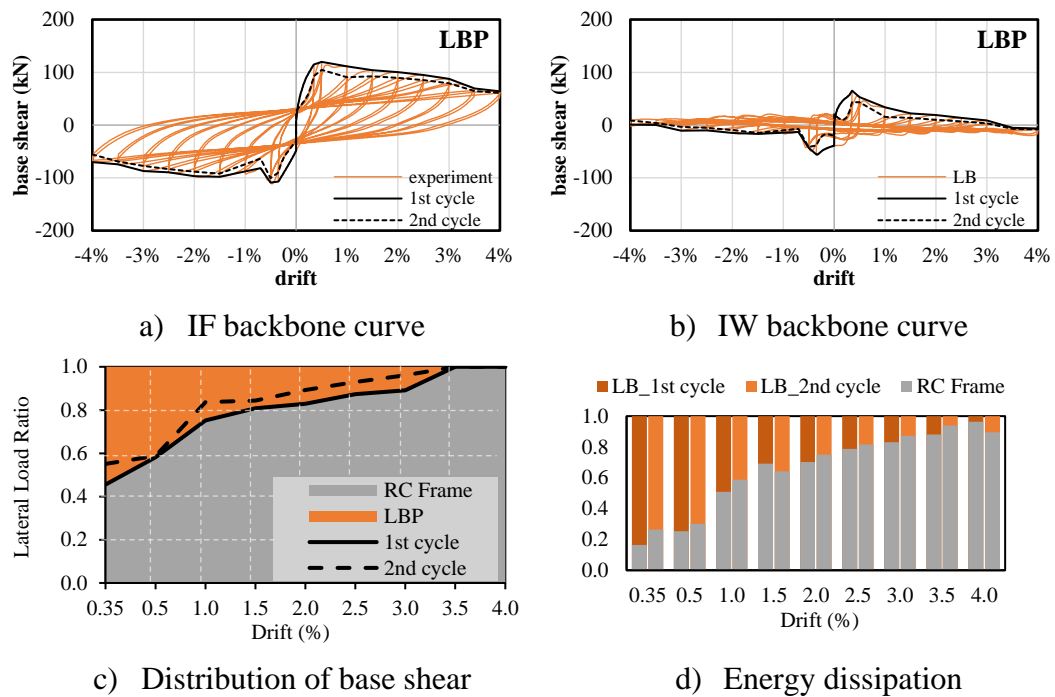 200
100
0
-100
-200
base shear (kN)
LBP
experiment
1st cycle
2nd cycle
-4% -3% -2% -1% 0% 1% 2% 3% 4%
drift
a) IF backbone curve
200
100
0
-100
-200
base shear (kN)
LBP
LB
1st cycle
2nd cycle
-4% -3% -2% -1% 0% 1% 2% 3% 4%
drift
b) IW backbone curve
1.0
0.8
0.6
0.4
0.2
0.0
Lateral Load Ratio
RC Frame
LBP
1st cycle
2nd cycle
0.35 0.5 1.0 1.5 2.0 2.5 3.0 3.5 4.0
Drift (%)
c) Distribution of base shear
LB_1st cycle LB_2nd cycle RC Frame
1.0
0.8
0.6
0.4
0.2
0.0
0.35 0.5 1.0 1.5 2.0 2.5 3.0 3.5 4.0
Drift (%)
d) Energy dissipation